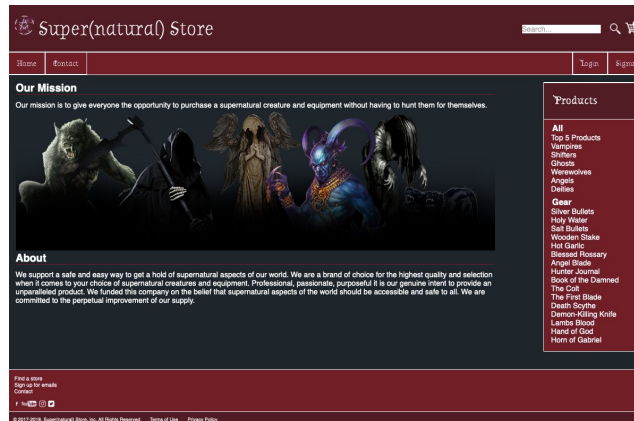 Super(natural) Store
Search...
Home
Contact
Login
Signu
Our Mission
Our mission is to give everyone the opportunity to purchase a supernatural creature and equipment without having to hunt them for themselves.
About
We support a safe and easy way to get a hold of supernatural aspects of our world. We are a brand of choice for the highest quality and selection
when it comes to your choice of supernatural creatures and equipment. Professional, passionate, purposeful it is our genuine intent to provide an
unparalleled product. We funded this company on the belief that supernatural aspects of the world should be accessible and safe to all. We are
committed to the perpetual improvement of our supply.
Products
All
Top 5 Products
Vampires
Shifters
Ghosts
Werewolves
Angels
Deities
Gear
Silver Bullets
Holy Water
Salt Bullets
Wooden Stake
Hot Garlic
Blessed Rossary
Angel Blade
Hunter Journal
Book of the Damned
The Colt
The First Blade
Death Scythe
Demon-Killing Knife
Lambs Blood
Hand of God
Horn of Gabriel
Find a store
Sign up for emails
Contact
© 2017-2018, Super(natural) Store, Inc. All Rights Reserved Terms of Use Privacy Policy